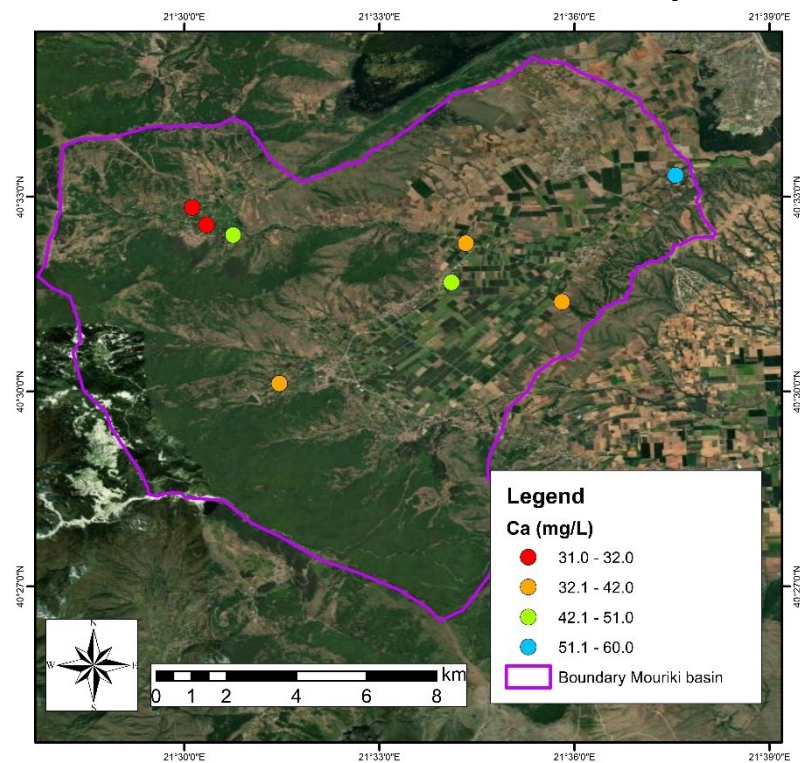 21°30'0"E 21°33'0"E 21°36'0"E 21°39'0"E
40°33'0"N 40°33'0"N
40°30'0"N 40°30'0"N
40°27'0"N 40°27'0"N
Legend
Ca (mg/L)
31.0 - 32.0
32.1 - 42.0
42.1 - 51.0
51.1 - 60.0
Boundary Mouriki basin
N
W E
S
km
0 1 2 4 6 8
21°30'0"E 21°33'0"E 21°36'0"E 21°39'0"E